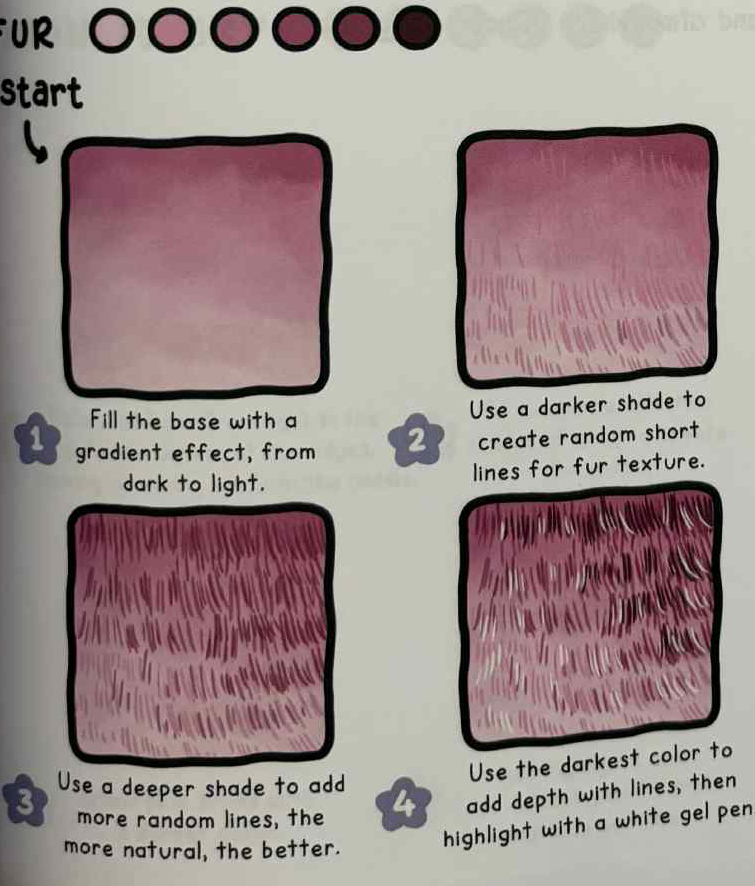 FUR
start
1
Fill the base with a
gradient effect, from
dark to light.
2
Use a darker shade to
create random short
lines for fur texture.
3
Use a deeper shade to add
more random lines, the
more natural, the better.
4
Use the darkest color to
add depth with lines, then
highlight with a white gel pen